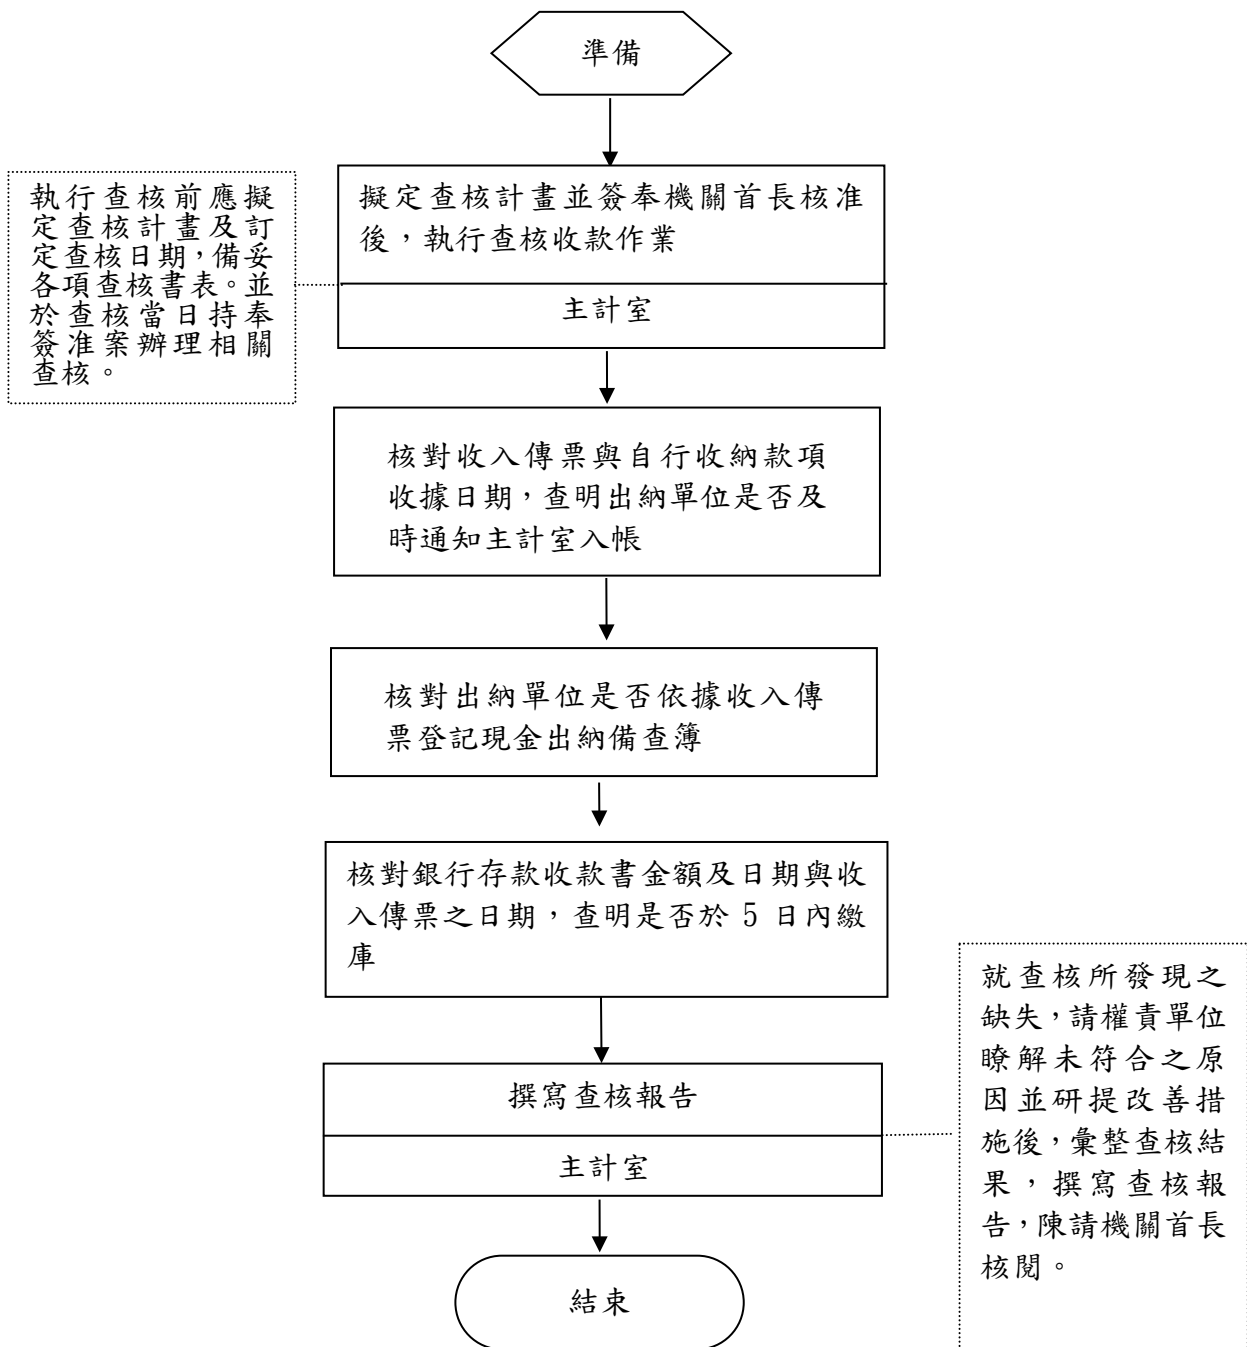 準備
擬定查核計畫並簽奉機關首長核准
後，執行查核收款作業
主計室
執行查核前應擬
定查核計畫及訂
定查核日期，備妥
各項查核書表。並
於查核當日持奉
簽准案辦理相關
查核。
核對收入傳票與自行收納款項
收據日期，查明出納單位是否及
時通知主計室入帳
核對出納單位是否依據收入傳
票登記現金出納備查簿
核對銀行存款收款書金額及日期與收
入傳票之日期，查明是否於 5 日內繳
庫
撰寫查核報告
主計室
就查核所發現之
缺失，請權責單位
瞭解未符合之原
因並研提改善措
施後，彙整查核結
果，撰寫查核報
告，陳請機關首長
核閱。
結束